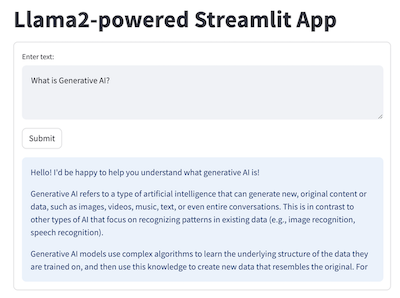 Llama2-powered Streamlit App
Enter text:
What is Generative AI?
Submit
Hello! I'd be happy to help you understand what generative AI is!
Generative AI refers to a type of artificial intelligence that can generate new, original content or
data, such as images, videos, music, text, or even entire conversations. This is in contrast to
other types of AI that focus on recognizing patterns in existing data (e.g., image recognition,
speech recognition).
Generative AI models use complex algorithms to learn the underlying structure of the data they
are trained on, and then use this knowledge to create new data that resembles the original. For